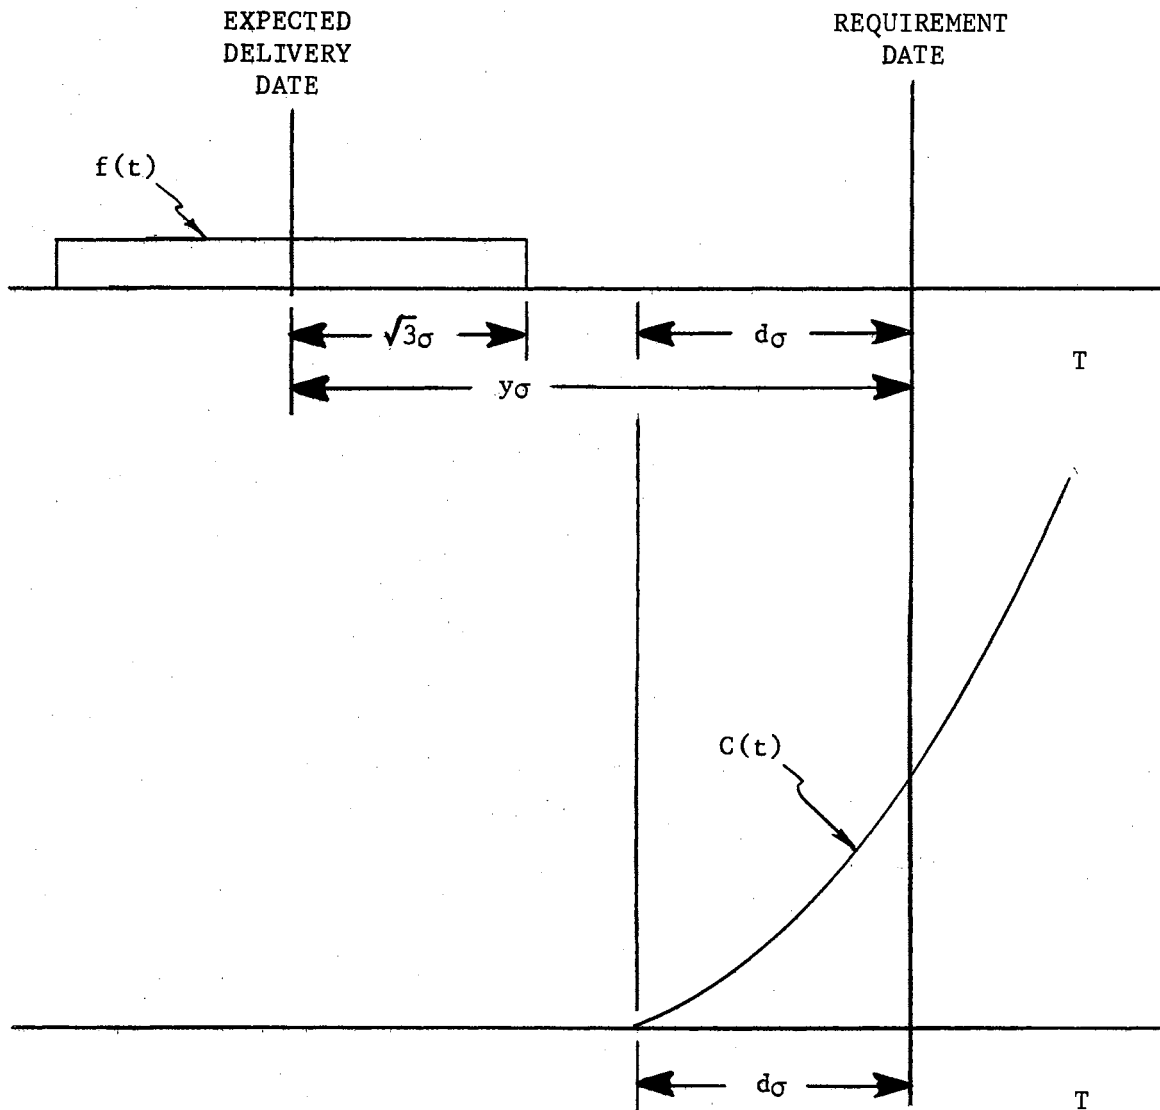 EXPECTED
DELIVERY
DATE
REQUIREMENT
DATE
f(t)
√3σ
dσ
T
yσ
C(t)
dσ
T